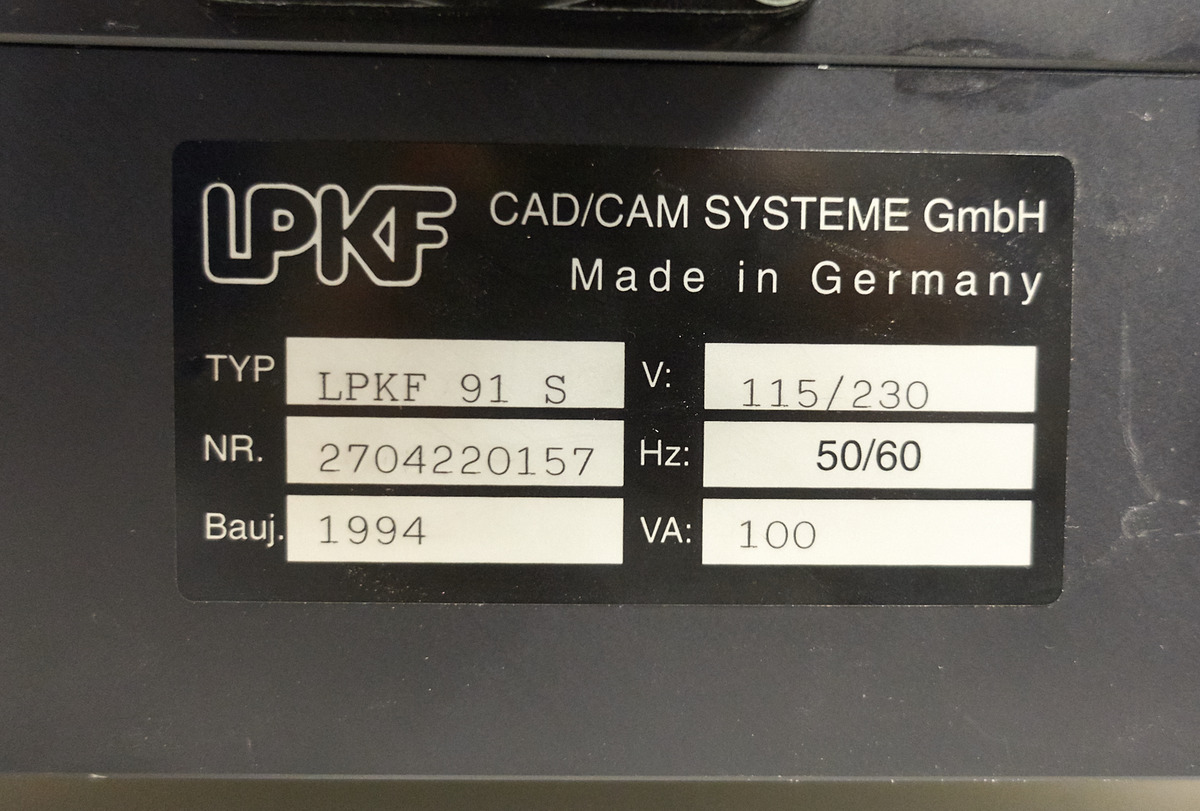 LPKF CAD/CAM SYSTEME GmbH
Made in Germany
TYP LPKF 91 S V: 115/230
NR. 2704220157 Hz: 50/60
Bauj. 1994 VA: 100